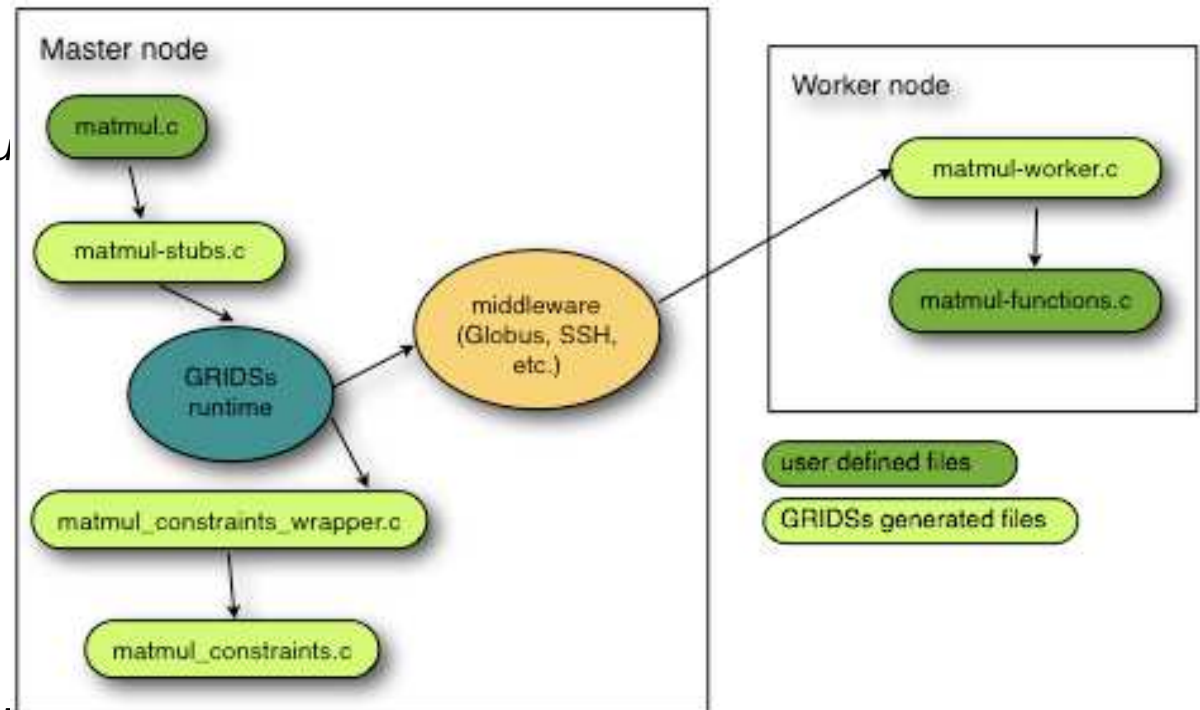 Master node
matmul.c
matmul-stubs.c
GRIDSs
runtime
middleware
(Globus, SSH,
etc.)
matmul_constraints_wrapper.c
matmul_constraints.c
Worker node
matmul-worker.c
matmul-functions.c
user defined files
GRIDSs generated files